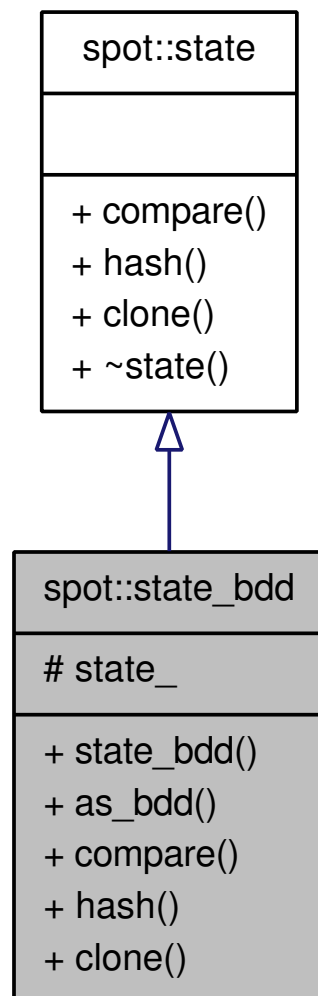 spot::state
+ compare()
+ hash()
+ clone()
+ ~state()
spot::state_bdd
# state_
+ state_bdd()
+ as_bdd()
+ compare()
+ hash()
+ clone()